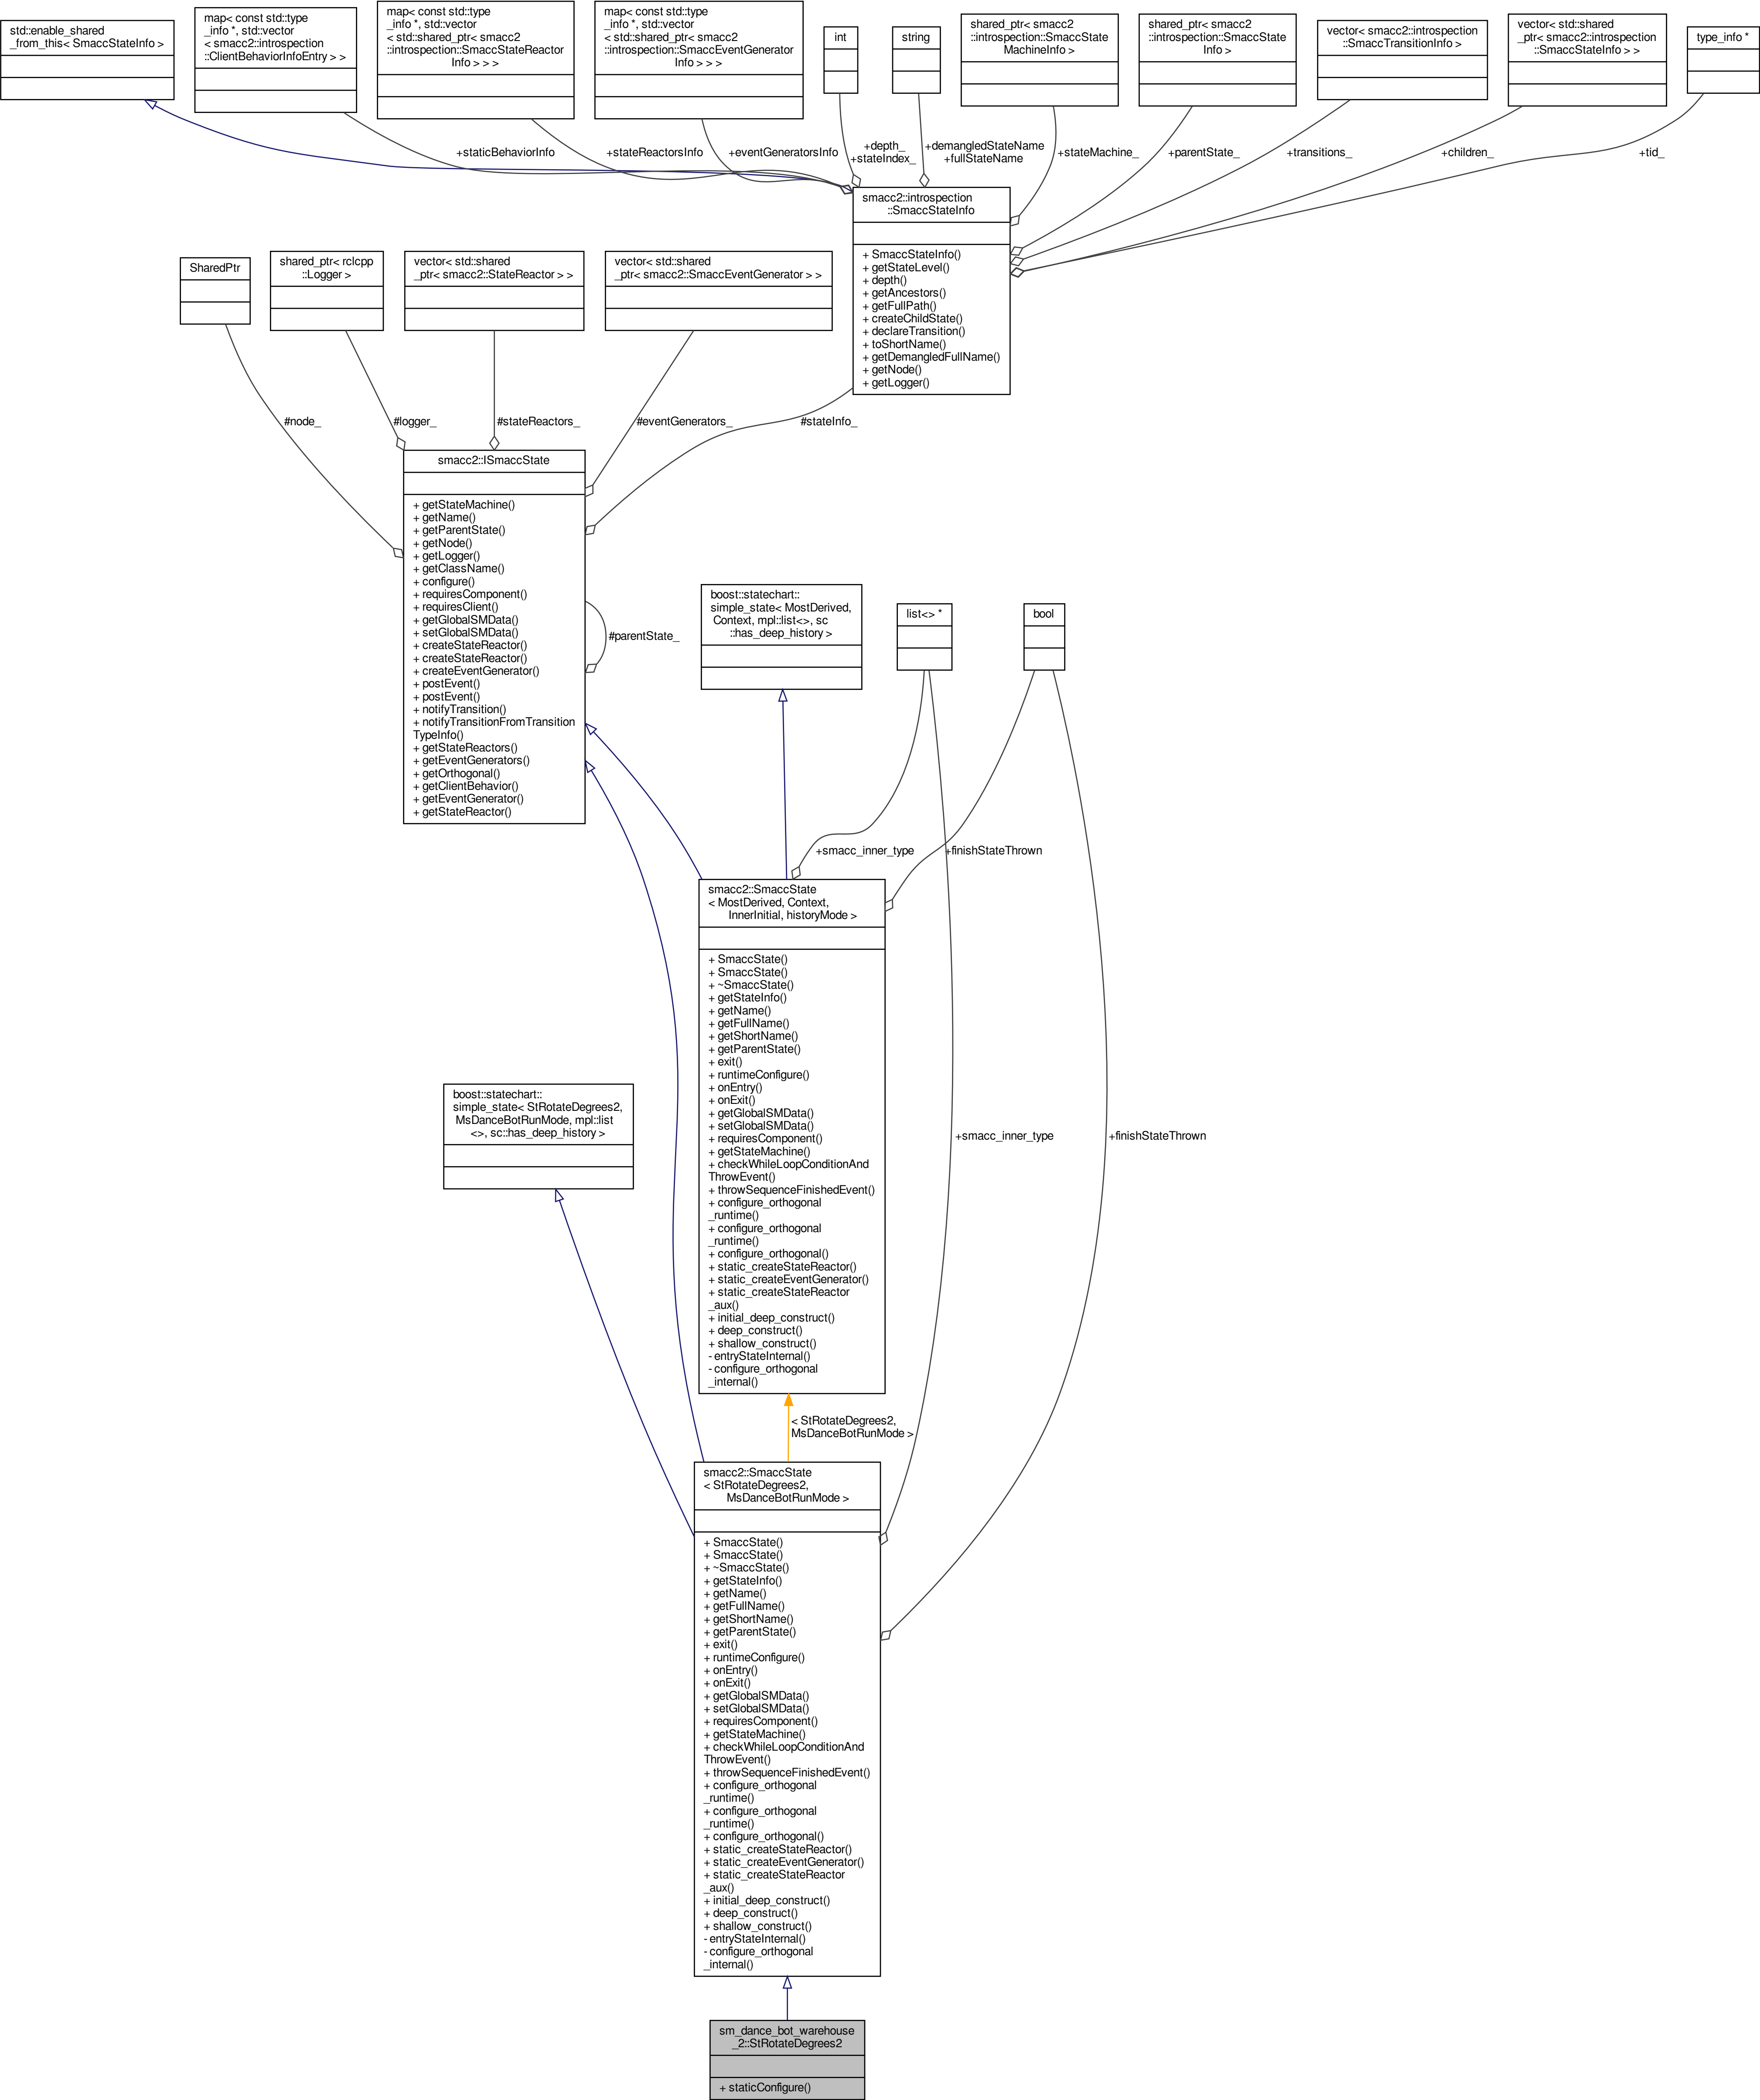 std::enable_shared
_from_this< SmaccStateInfo >
map< const std::type
_info *, std::vector
< smacc2::introspection
::ClientBehaviorInfoEntry > >
map< const std::type
_info *, std::vector
< std::shared_ptr< smacc2
::introspection::SmaccStateReactor
Info > > >
map< const std::type
_info *, std::vector
< std::shared_ptr< smacc2
::introspection::SmaccEventGenerator
Info > > >
int
string
shared_ptr< smacc2
::introspection::SmaccState
MachineInfo >
shared_ptr< smacc2
::introspection::SmaccState
Info >
vector< smacc2::introspection
::SmaccTransitionInfo >
vector< std::shared
_ptr< smacc2::introspection
::SmaccStateInfo > >
type_info *
+staticBehaviorInfo
+stateReactorsInfo
+eventGeneratorsInfo
+depth_
+stateIndex_
+demangledStateName
+fullStateName
+stateMachine_
+parentState_
+transitions_
+children_
+tid_
smacc2::introspection
::SmaccStateInfo
+ SmaccStateInfo()
+ getStateLevel()
+ depth()
+ getAncestors()
+ getFullPath()
+ createChildState()
+ declareTransition()
+ toShortName()
+ getDemangledFullName()
+ getNode()
+ getLogger()
SharedPtr
shared_ptr< rclcpp
::Logger >
vector< std::shared
_ptr< smacc2::StateReactor > >
vector< std::shared
_ptr< smacc2::SmaccEventGenerator > >
#node_
#logger_
#stateReactors_
#eventGenerators_
#stateInfo_
smacc2::ISmaccState
+ getStateMachine()
+ getName()
+ getParentState()
+ getNode()
+ getLogger()
+ getClassName()
+ configure()
+ requiresComponent()
+ requiresClient()
+ getGlobalSMData()
+ setGlobalSMData()
+ createStateReactor()
+ createStateReactor()
+ createEventGenerator()
+ postEvent()
+ postEvent()
+ notifyTransition()
+ notifyTransitionFromTransition
TypeInfo()
+ getStateReactors()
+ getEventGenerators()
+ getOrthogonal()
+ getClientBehavior()
+ getEventGenerator()
+ getStateReactor()
#parentState_
boost::statechart::
simple_state< MostDerived,
Context, mpl::list<>, sc
::has_deep_history >
list<> *
bool
+smacc_inner_type
+finishStateThrown
smacc2::SmaccState
< MostDerived, Context,
InnerInitial, historyMode >
+ SmaccState()
+ SmaccState()
+ ~SmaccState()
+ getStateInfo()
+ getName()
+ getFullName()
+ getShortName()
+ getParentState()
+ exit()
+ runtimeConfigure()
+ onEntry()
+ onExit()
+ getGlobalSMData()
+ setGlobalSMData()
+ requiresComponent()
+ getStateMachine()
+ checkWhileLoopConditionAnd
ThrowEvent()
+ throwSequenceFinishedEvent()
+ configure_orthogonal
_runtime()
+ configure_orthogonal
_runtime()
+ configure_orthogonal()
+ static_createStateReactor()
+ static_createEventGenerator()
+ static_createStateReactor
_aux()
+ initial_deep_construct()
+ deep_construct()
+ shallow_construct()
- entryStateInternal()
- configure_orthogonal
_internal()
boost::statechart::
simple_state< StRotateDegrees2,
MsDanceBotRunMode, mpl::list
<>, sc::has_deep_history >
+smacc_inner_type
+finishStateThrown
< StRotateDegrees2,
MsDanceBotRunMode >
smacc2::SmaccState
< StRotateDegrees2,
MsDanceBotRunMode >
+ SmaccState()
+ SmaccState()
+ ~SmaccState()
+ getStateInfo()
+ getName()
+ getFullName()
+ getShortName()
+ getParentState()
+ exit()
+ runtimeConfigure()
+ onEntry()
+ onExit()
+ getGlobalSMData()
+ setGlobalSMData()
+ requiresComponent()
+ getStateMachine()
+ checkWhileLoopConditionAnd
ThrowEvent()
+ throwSequenceFinishedEvent()
+ configure_orthogonal
_runtime()
+ configure_orthogonal
_runtime()
+ configure_orthogonal()
+ static_createStateReactor()
+ static_createEventGenerator()
+ static_createStateReactor
_aux()
+ initial_deep_construct()
+ deep_construct()
+ shallow_construct()
- entryStateInternal()
- configure_orthogonal
_internal()
sm_dance_bot_warehouse
_2::StRotateDegrees2
+ staticConfigure()